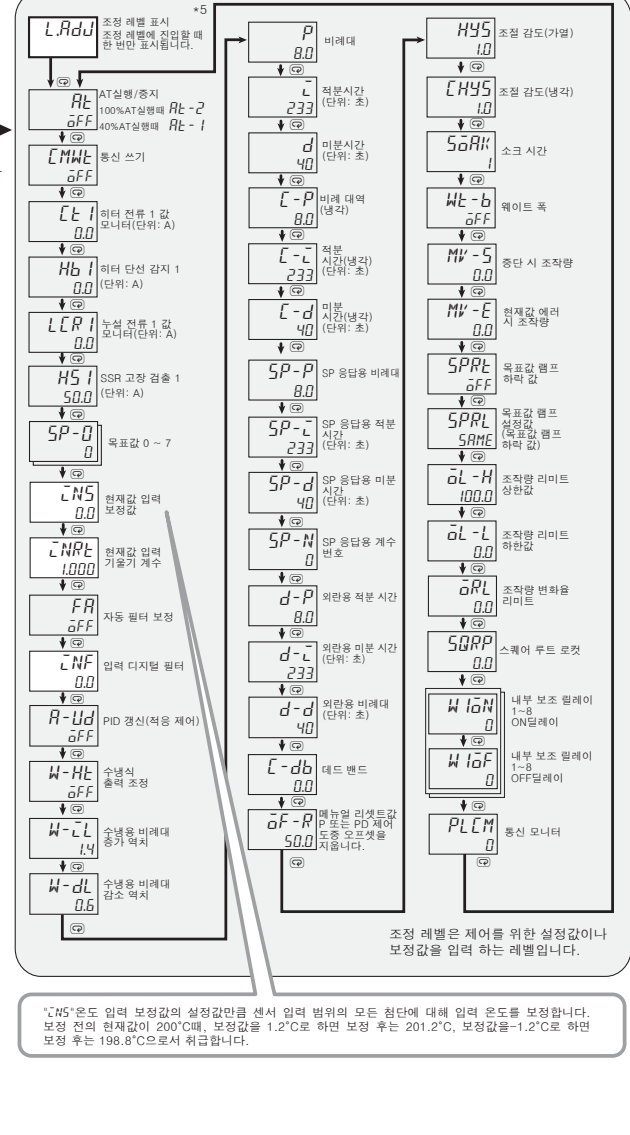 *5
L.AdJ
조정 레벨 표시
조정 레벨에 진입할 때
한 번만 표시됩니다.
At
oFF
AT실행/중지
100%AT실행때 At-2
40%AT실행때 At-1
CMWt
oFF
통신 쓰기
Ct1
0.0
히터 전류 1 값
모니터(단위: A)
Hb1
0.0
히터 단선 감지 1
(단위: A)
LCR1
0.0
누설 전류 1 값
모니터(단위: A)
HS1
50.0
SSR 고장 검출 1
(단위: A)
SP-0
0
목표값 0 ~ 7
iNS
0.0
현재값 입력
보정값
iNRt
1.000
현재값 입력
기울기 계수
FA
oFF
자동 필터 보정
iNF
0.0
입력 디지털 필터
A-Ud
oFF
PID 갱신(적응 제어)
W-Ht
oFF
수냉식
출력 조정
W-iL
1.4
수냉용 비례대
증가 역치
W-dL
0.6
수냉용 비례대
감소 역치
P
8.0
비례대
i
233
적분시간
(단위: 초)
d
40
미분시간
(단위: 초)
C-P
8.0
비례 대역
(냉각)
C-i
233
적분
시간(냉각)
(단위: 초)
C-d
40
미분
시간(냉각)
(단위: 초)
SP-P
8.0
SP 응답용 비례대
SP-i
233
SP 응답용 적분
시간
(단위: 초)
SP-d
40
SP 응답용 미분
시간
(단위: 초)
SP-N
0
SP 응답용 계수
번호
d-P
8.0
외란용 적분 시간
d-i
233
외란용 미분 시간
(단위: 초)
d-d
40
외란용 비례대
(단위: 초)
C-db
0.0
데드 밴드
oF-R
50.0
메뉴얼 리셋트값
P 또는 PD 제어
도중 오프셋을
지웁니다.
HYS
1.0
조절 감도(가열)
CHYS
1.0
조절 감도(냉각)
SoAK
1
소크 시간
Wt-b
oFF
웨이트 폭
MV-S
0.0
중단 시 조작량
MV-E
0.0
현재값 에러
시 조작량
SPRt
oFF
목표값 램프
하락 값
SPRL
SAME
목표값 램프
설정값
(목표값 램프
하락 값)
oL-H
100.0
조작량 리미트
상한값
oL-L
0.0
조작량 리미트
하한값
oRL
0.0
조작량 변화율
리미트
SQRP
0.0
스퀘어 루트 로컷
W1oN
0
내부 보조 릴레이
1~8
ON딜레이
W1oF
0
내부 보조 릴레이
1~8
OFF딜레이
PLCM
0
통신 모니터
조정 레벨은 제어를 위한 설정값이나
보정값을 입력 하는 레벨입니다.
"iNS"온도 입력 보정값의 설정값만큼 센서 입력 범위의 모든 첨단에 대해 입력 온도를 보정합니다.
보정 전의 현재값이 200°C때, 보정값을 1.2°C로 하면 보정 후는 201.2°C, 보정값을-1.2°C로 하면
보정 후는 198.8°C으로서 취급합니다.